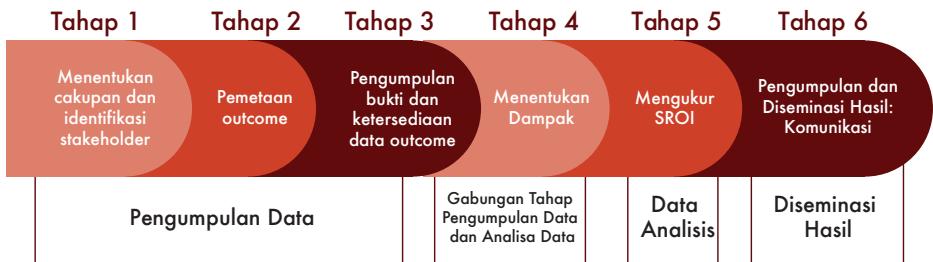 Tahap 1
Tahap 2
Tahap 3
Tahap 4
Tahap 5
Tahap 6
Menentukan
cakupan dan
identifikasi
stakeholder
Pemetaan
outcome
Pengumpulan
bukti dan
ketersediaan
data outcome
Menentukan
Dampak
Mengukur
SROI
Pengumpulan dan
Diseminasi Hasil:
Komunikasi
Pengumpulan Data
Gabungan Tahap
Pengumpulan Data
dan Analisa Data
Data
Analisis
Diseminasi
Hasil